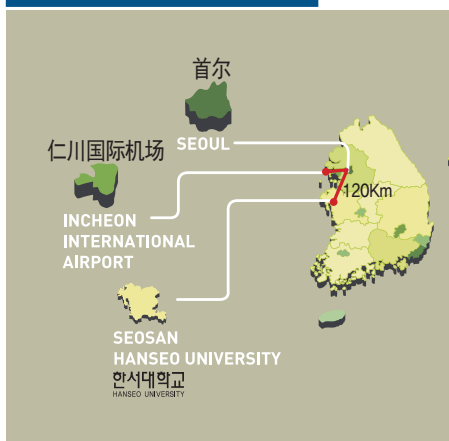 首尔
SEOUL
仁川国际机场
INCHEON
INTERNATIONAL
AIRPORT
120Km
SEOSAN
HANSEO UNIVERSITY
한서대학교
HANSEO UNIVERSITY